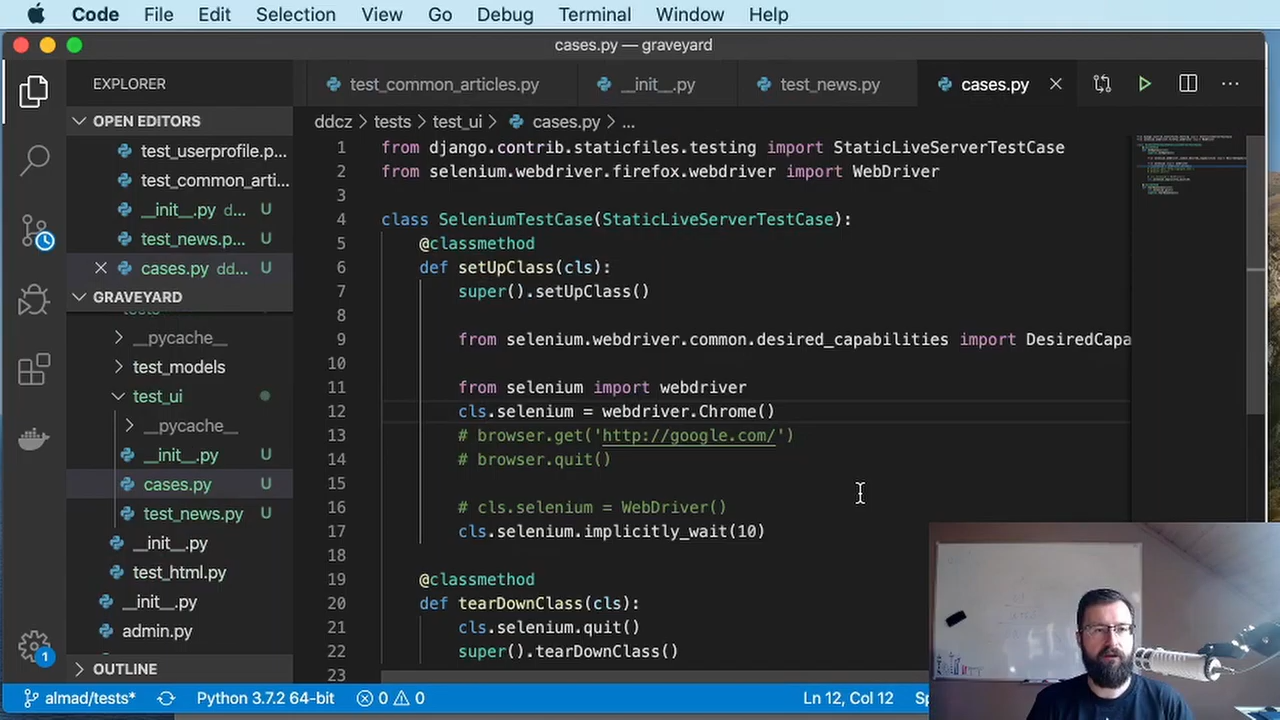 Code File Edit Selection View Go Debug Terminal Window Help
cases.py — graveyard
EXPLORER
OPEN EDITORS
test_userprofile.p...
test_common_arti...
__init__.py d... U
test_news.p... U
cases.py dd... U
GRAVEYARD
tests
__pycache__
test_models
test_ui
__pycache__
__init__.py U
cases.py U
test_news.py U
__init__.py
test_html.py
__init__.py
admin.py
OUTLINE
test_common_articles.py __init__.py test_news.py cases.py
ddcz > tests > test_ui > cases.py > ...
1 from django.contrib.staticfiles.testing import StaticLiveServerTestCase
2 from selenium.webdriver.firefox.webdriver import WebDriver
3
4 class SeleniumTestCase(StaticLiveServerTestCase):
5 @classmethod
6 def setUpClass(cls):
7 super().setUpClass()
8
9 from selenium.webdriver.common.desired_capabilities import DesiredCapa
10
11 from selenium import webdriver
12 cls.selenium = webdriver.Chrome()
13 # browser.get('http://google.com/')
14 # browser.quit()
15
16 # cls.selenium = WebDriver()
17 cls.selenium.implicitly_wait(10)
18
19 @classmethod
20 def tearDownClass(cls):
21 cls.selenium.quit()
22 super().tearDownClass()
23
1
almad/tests* Python 3.7.2 64-bit 0 0 Ln 12, Col 12 Sp